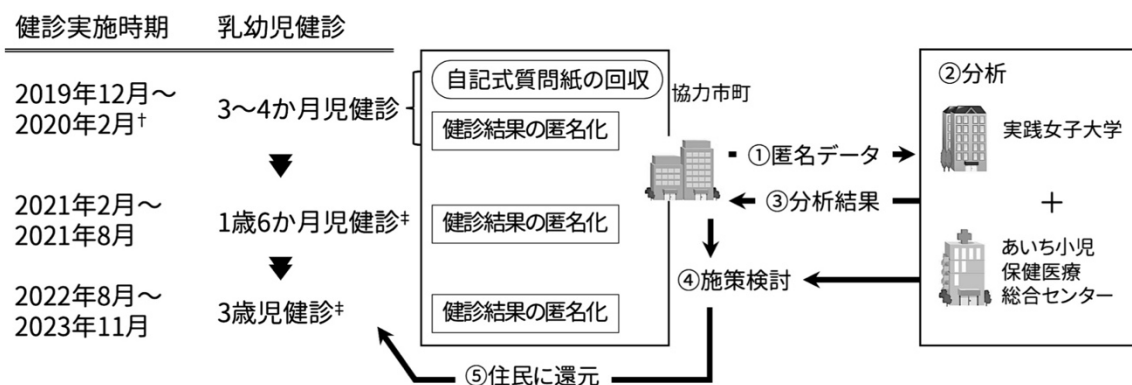 健診実施時期
乳幼児健診
2019年12月～
2020年2月†
3～4か月児健診
自記式質問紙の回収
健診結果の匿名化
2021年2月～
2021年8月
1歳6か月児健診‡
健診結果の匿名化
2022年8月～
2023年11月
3歳児健診‡
健診結果の匿名化
協力市町
①匿名データ
③分析結果
④施策検討
⑤住民に還元
②分析
実践女子大学
+
あいち小児
保健医療
総合センター